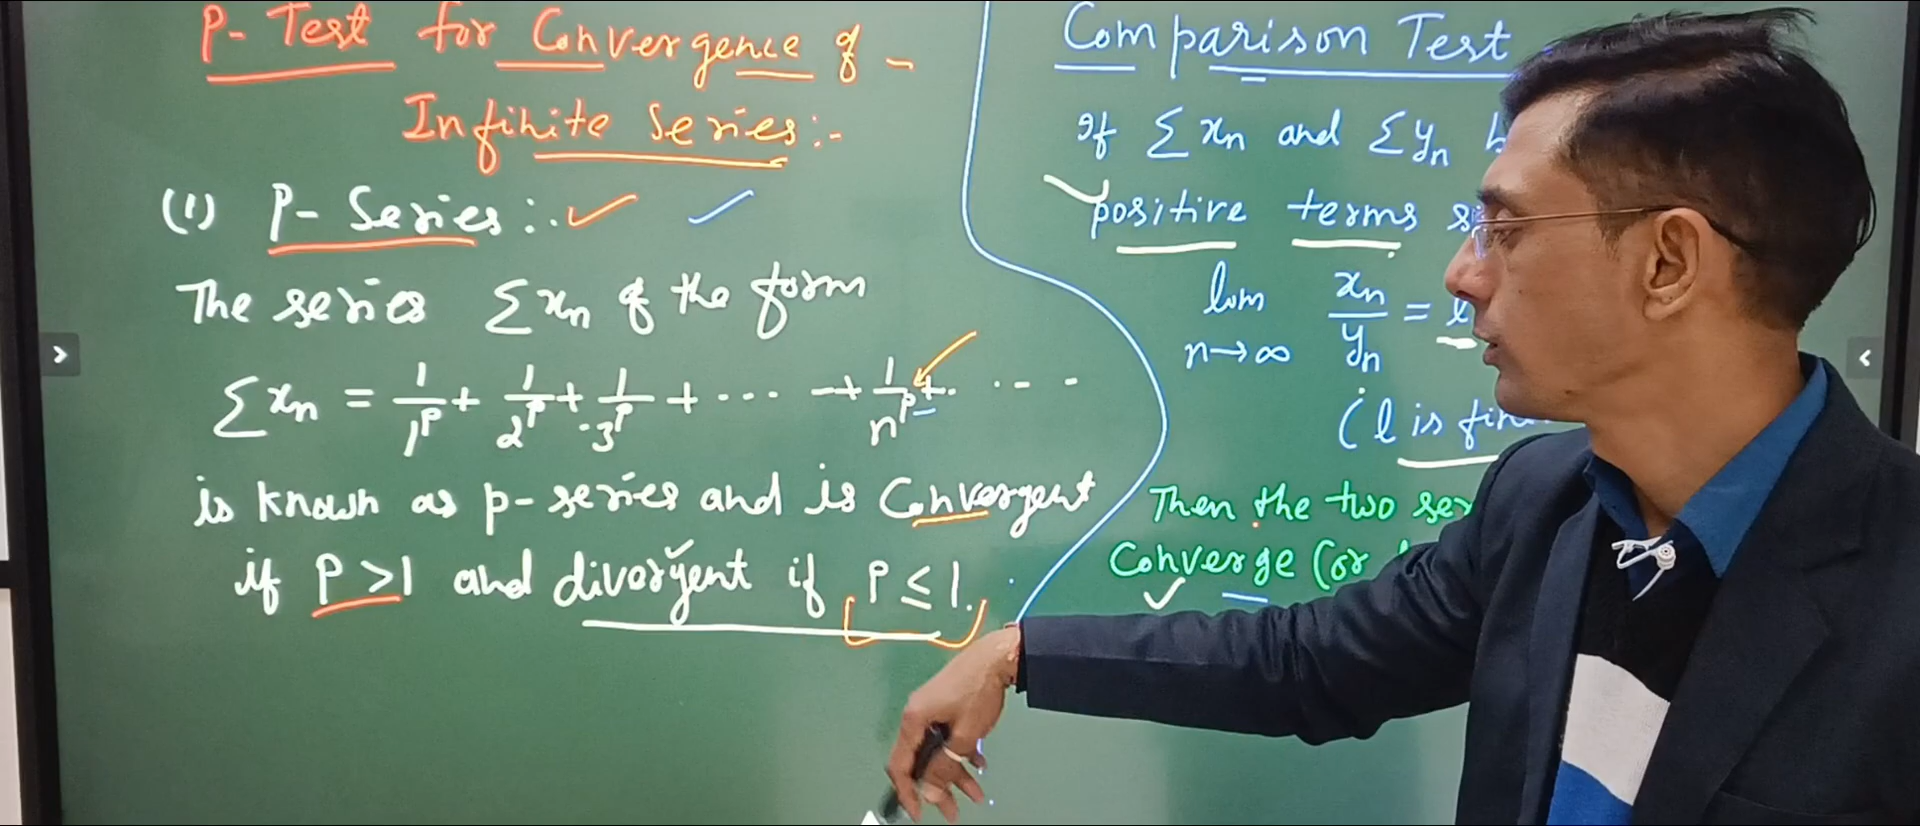 P- Test for Convergence of -
Infinite Series:-
(1) P- Series:-
The series Σxn of the form
Σxn = 1/1^p + 1/2^p + 1/3^p + ... + 1/n^p + ...
is known as p-series and is Convergent
if P>1 and divergent if P≤1.
Comparison Test
If Σxn and Σyn
positive terms
lim n→∞ xn/yn = l
(l is
Then the two
Converge (or